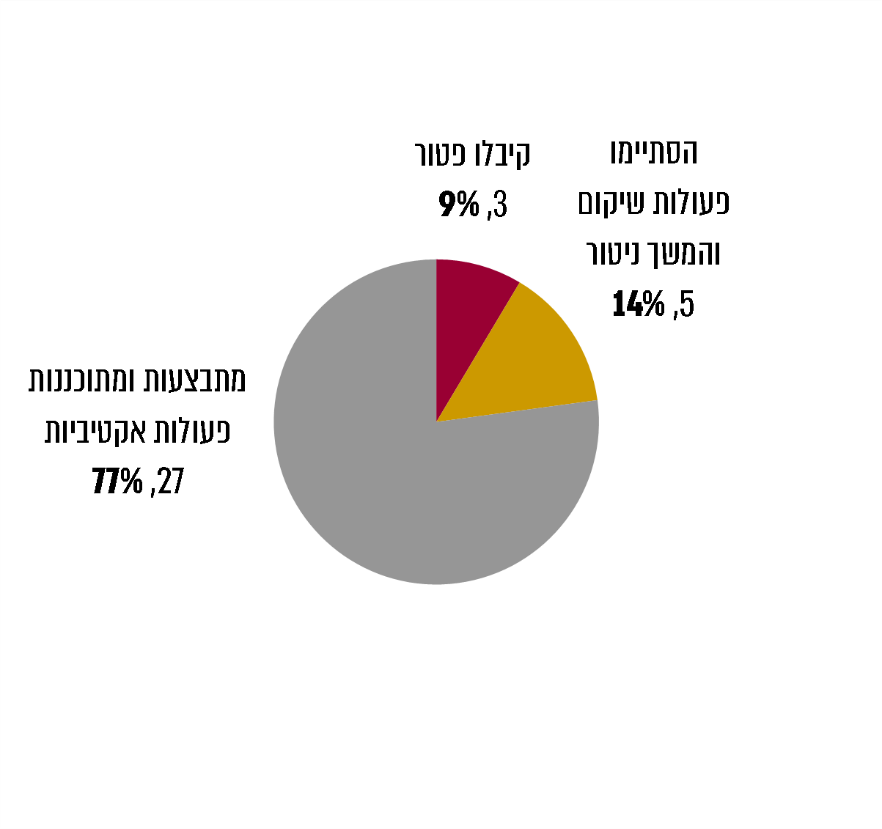 קיבלו פטור
3, 9%
הסתיימו
פעולות שיקום
והמשך ניטור
5, 14%
מתבצעות ומתוכננות
פעולות אקטיביות
27, 77%